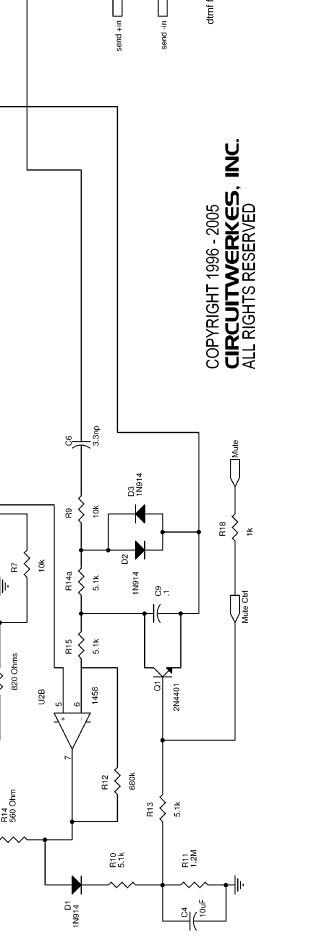 send +in
send -in
dtmf f
COPYRIGHT 1996 - 2005
CIRCUITWERKES, INC.
ALL RIGHTS RESERVED
C6
3.3np
R9
10k
D3
1N914
D2
1N914
Mute
R18
1k
Mute Ctrl
R7
10k
R14a
5.1k
C9
.1
R15
5.1k
820 Ohms
U2B
5
6
7
+
-
1458
Q1
2N4401
R12
680k
R13
5.1k
R14
560 Ohm
R10
5.1k
R11
1.2M
D1
1N914
C4
10uF